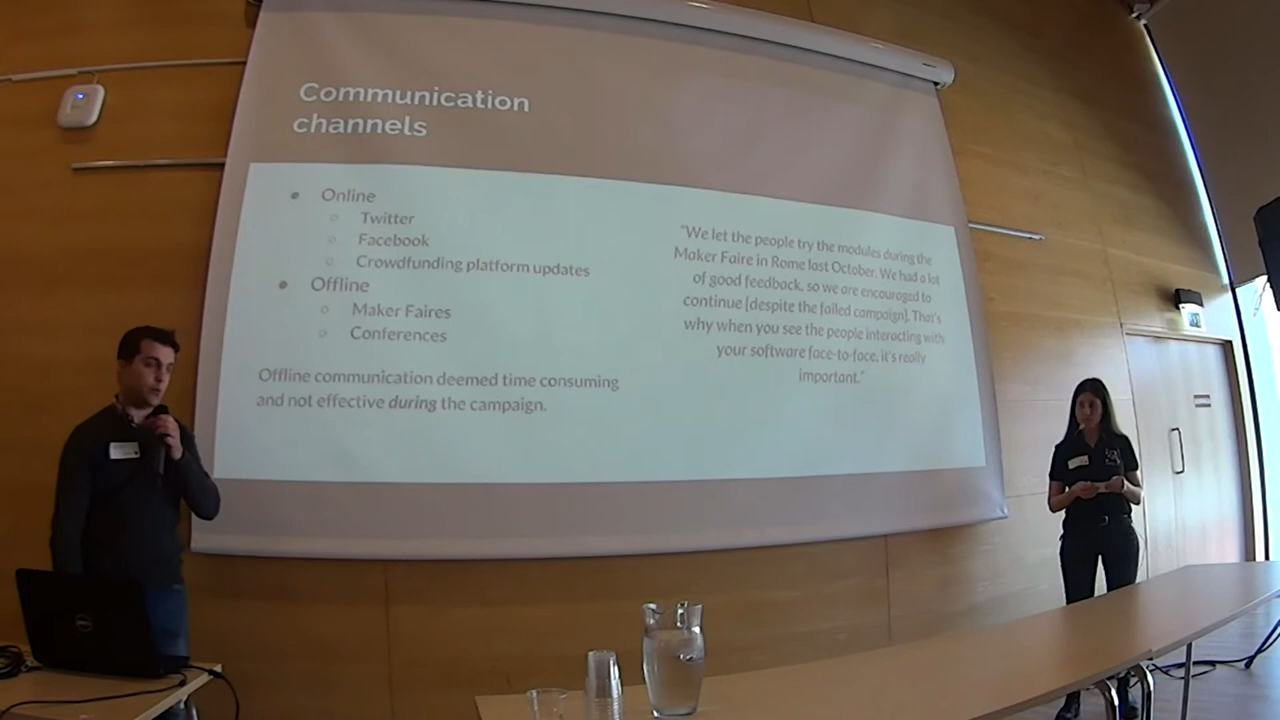 Communication
channels
Online
Twitter
Facebook
Crowdfunding platform updates
Offline
Maker Faires
Conferences
Offline communication deemed time consuming
and not effective during the campaign.
"We let the people try the modules during the
Maker Faire in Rome last October. We had a lot
of good feedback, so we are encouraged to
continue [despite the failed campaign]. That's
why when you see the people interacting with
your software face-to-face, it's really
important."
DELL